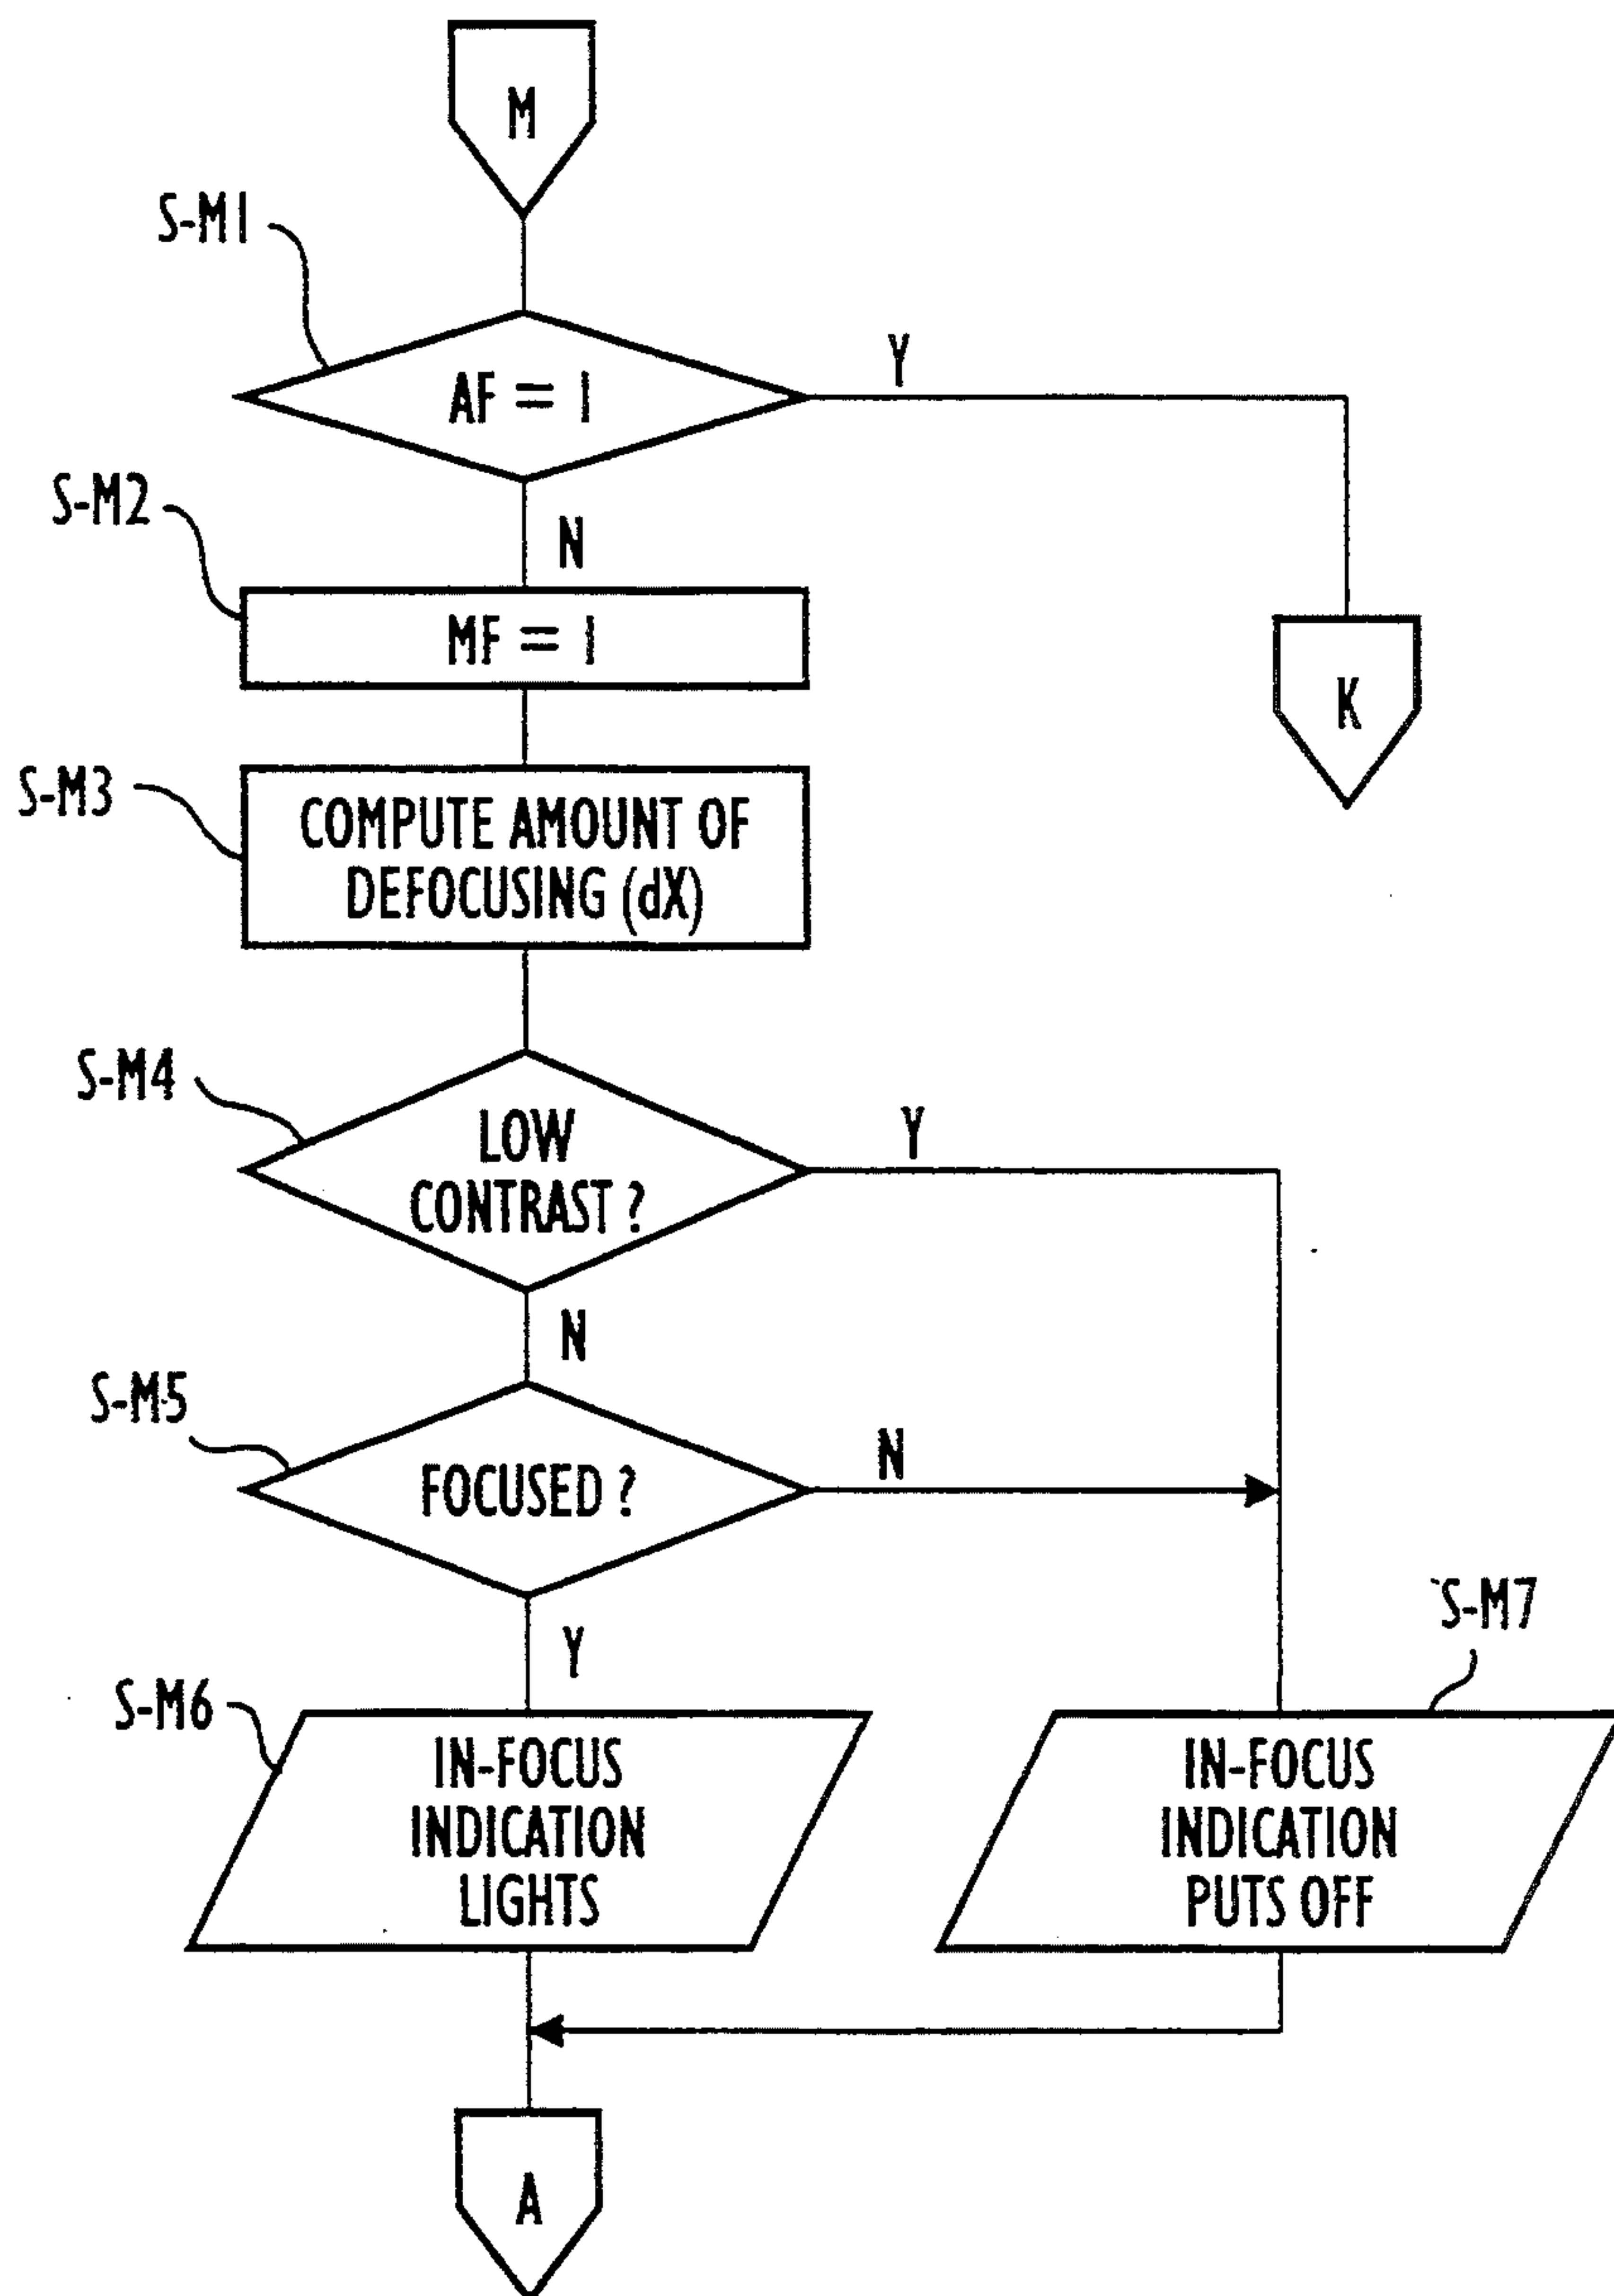 M
S-M1
AF = 1
Y
S-M2
N
MF = 1
K
S-M3
COMPUTE AMOUNT OF
DEFOCUSING (dX)
S-M4
LOW
CONTRAST ?
Y
N
S-M5
FOCUSED ?
N
S-M7
Y
S-M6
IN-FOCUS
INDICATION
LIGHTS
IN-FOCUS
INDICATION
PUTS OFF
A